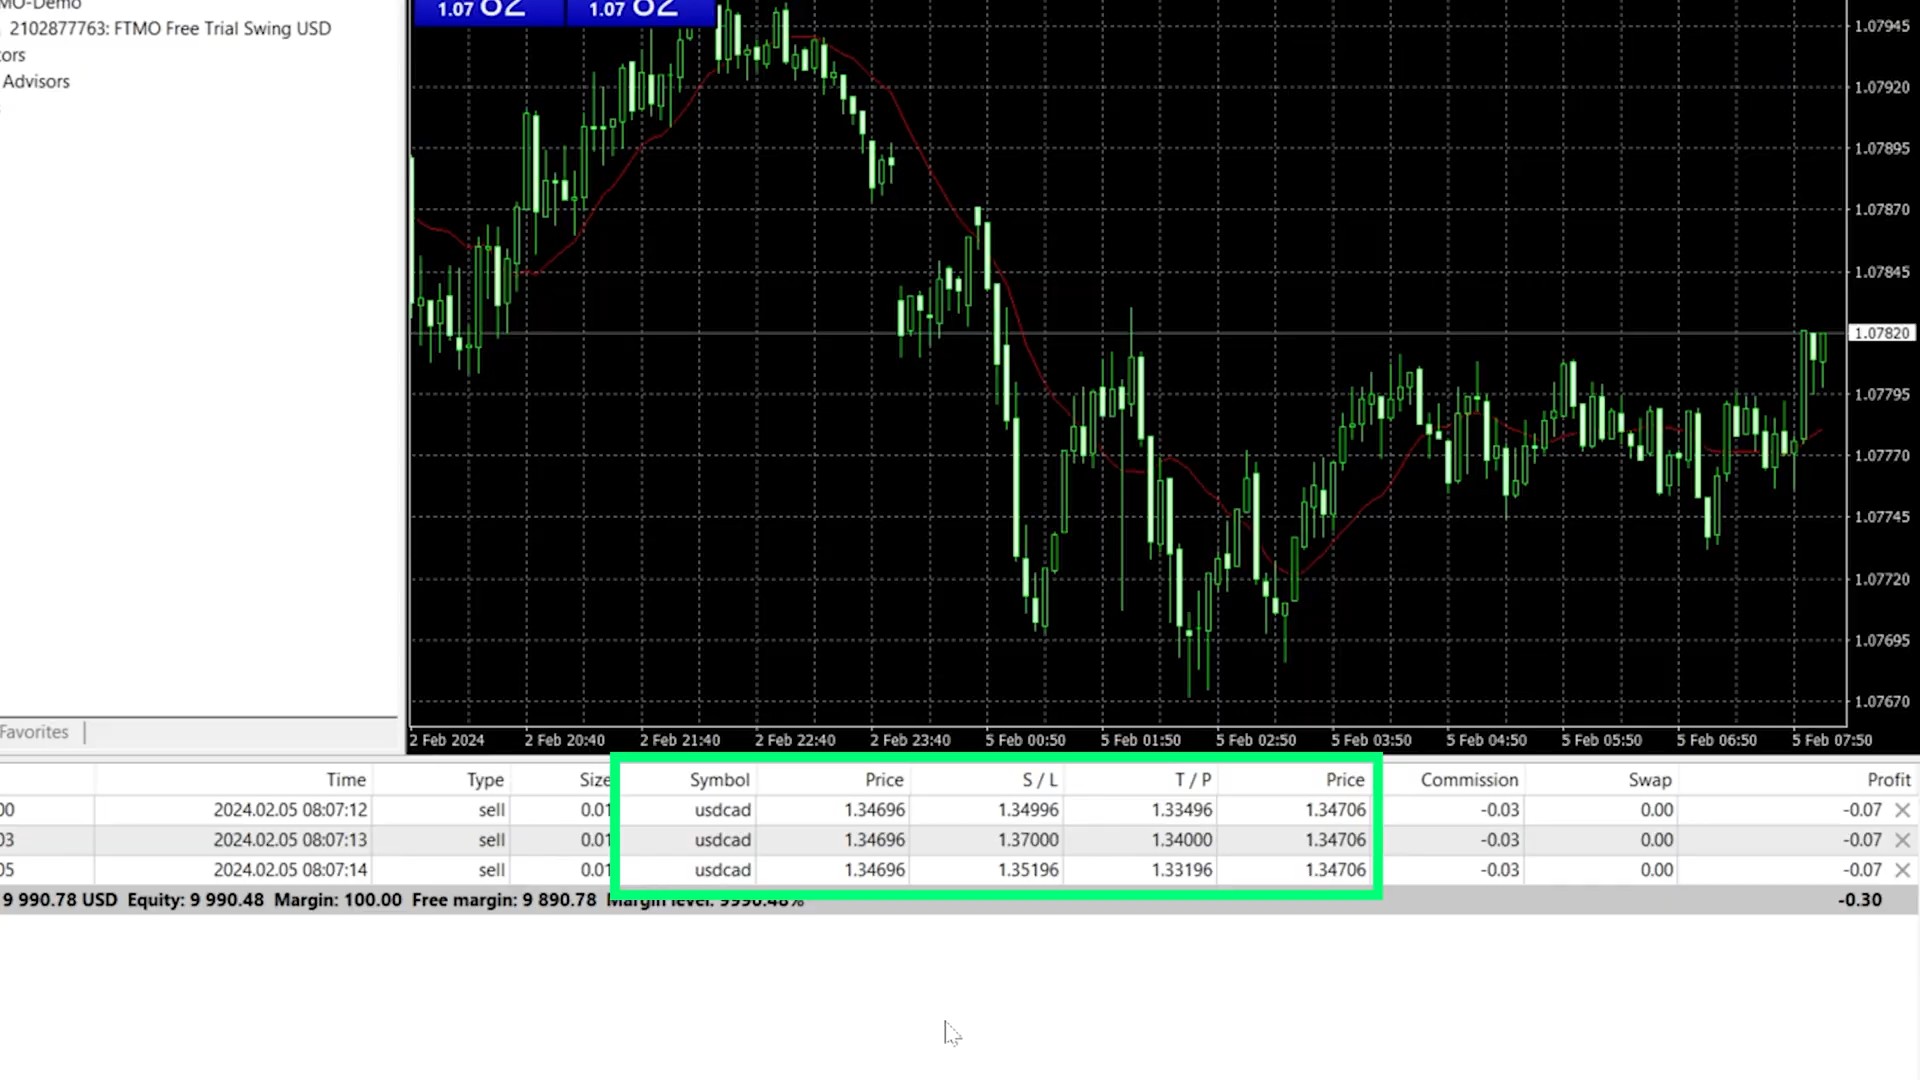 MO-Demo
2102877763: FTMO Free Trial Swing USD
Advisors
Favorites
1.07 82 1.07 82
1.07945
1.07920
1.07895
1.07870
1.07845
1.07820
1.07795
1.07770
1.07745
1.07720
1.07695
1.07670
2 Feb 2024 2 Feb 20:40 2 Feb 21:40 2 Feb 22:40 2 Feb 23:40 5 Feb 00:50 5 Feb 01:50 5 Feb 02:50 5 Feb 03:50 5 Feb 04:50 5 Feb 05:50 5 Feb 06:50 5 Feb 07:50
Time Type Size Symbol Price S / L T / P Price Commission Swap Profit
00 2024.02.05 08:07:12 sell 0.01 usdcad 1.34696 1.34996 1.33496 1.34706 -0.03 0.00 -0.07
03 2024.02.05 08:07:13 sell 0.01 usdcad 1.34696 1.37000 1.34000 1.34706 -0.03 0.00 -0.07
05 2024.02.05 08:07:14 sell 0.01 usdcad 1.34696 1.35196 1.33196 1.34706 -0.03 0.00 -0.07
9 990.78 USD Equity: 9 990.48 Margin: 100.00 Free margin: 9 890.78 Margin level: 9990.48% -0.30